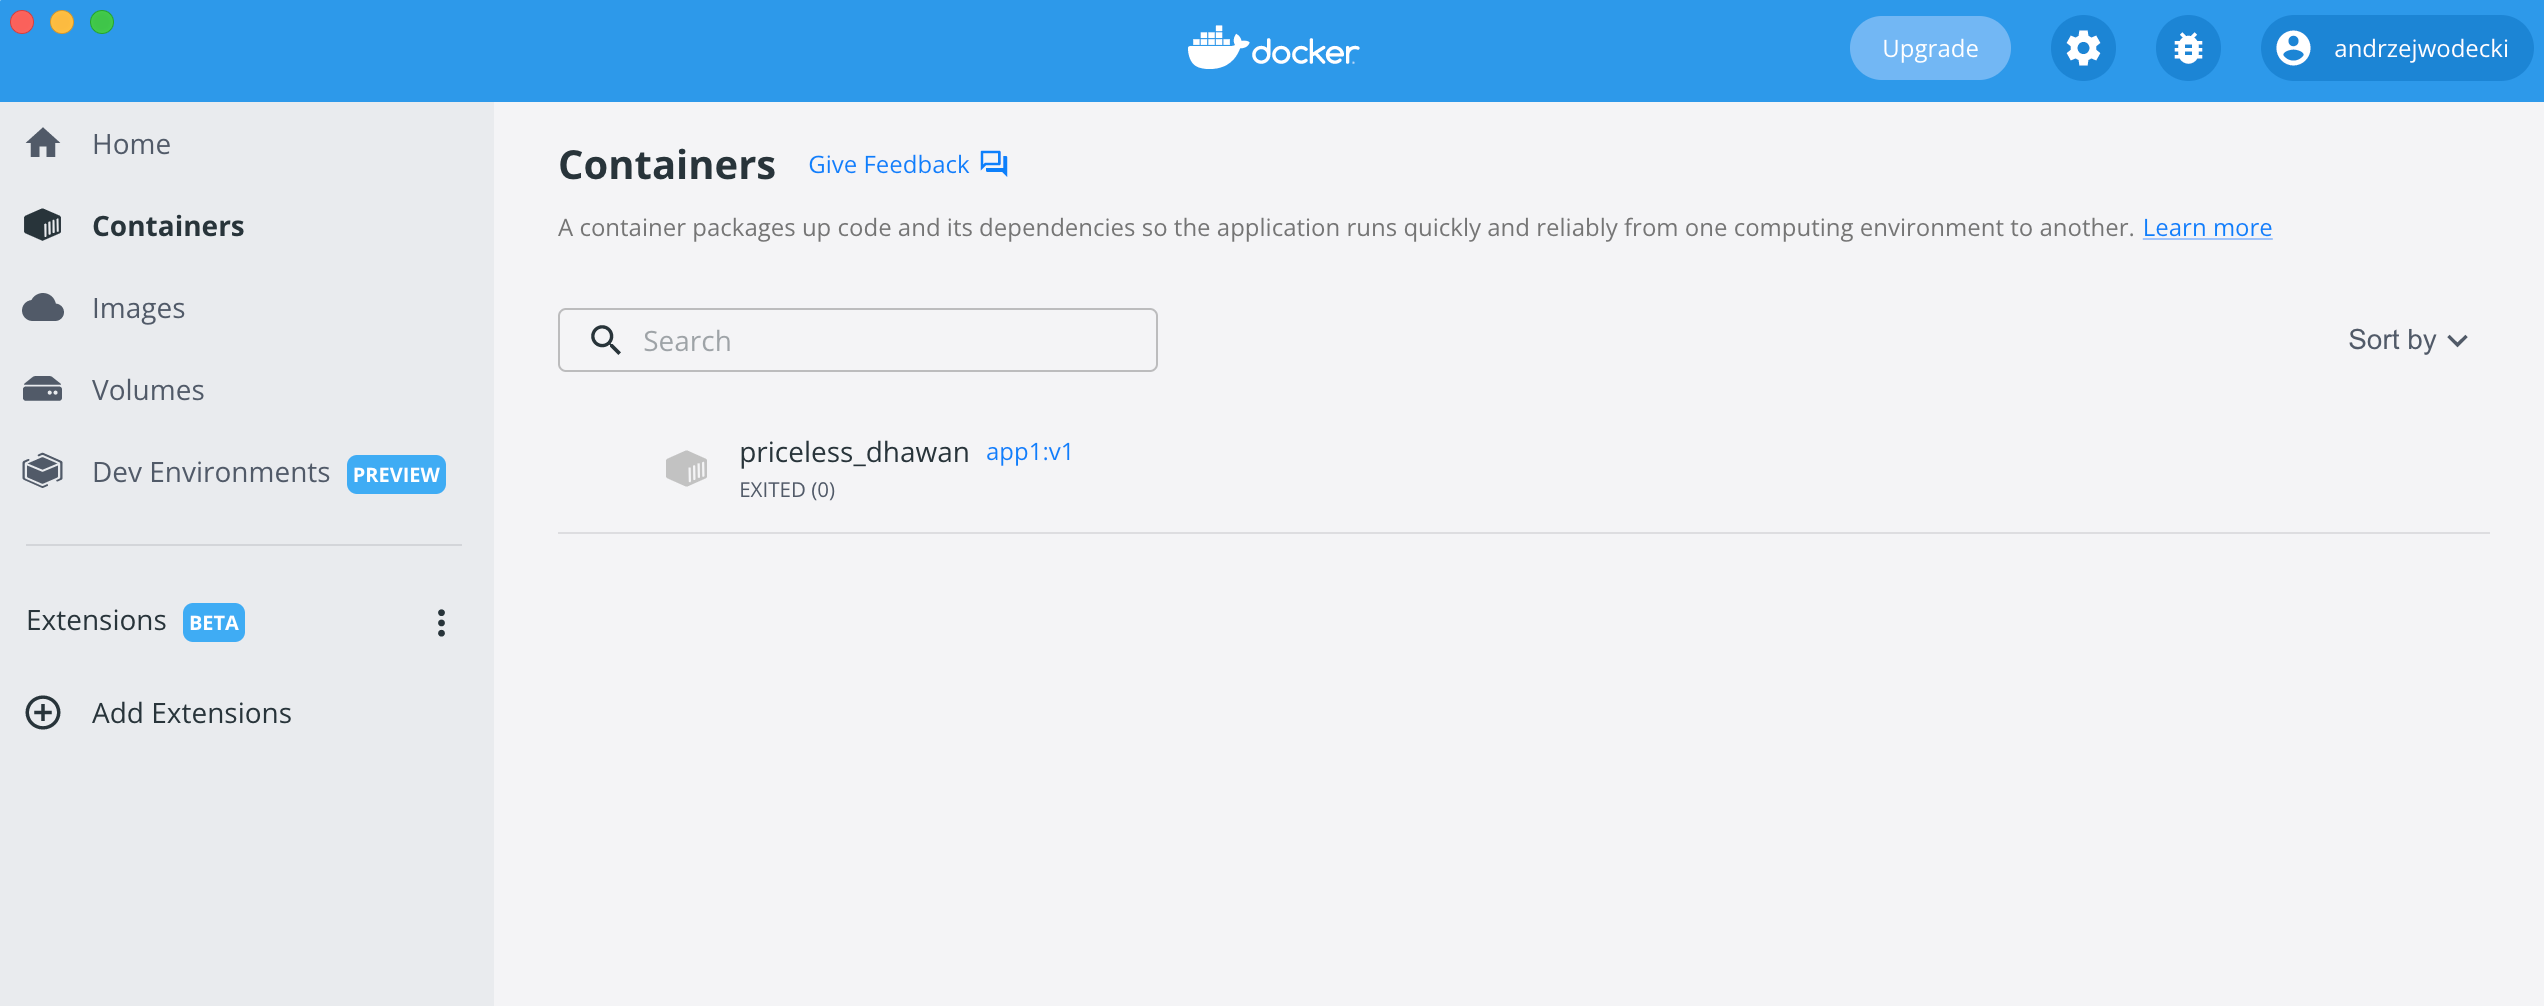 docker
Upgrade
andrzejwodecki
Home
Containers
Images
Volumes
Dev Environments PREVIEW
Extensions BETA
Add Extensions
Containers Give Feedback
A container packages up code and its dependencies so the application runs quickly and reliably from one computing environment to another. Learn more
Search
Sort by
priceless_dhawan app1:v1
EXITED (0)